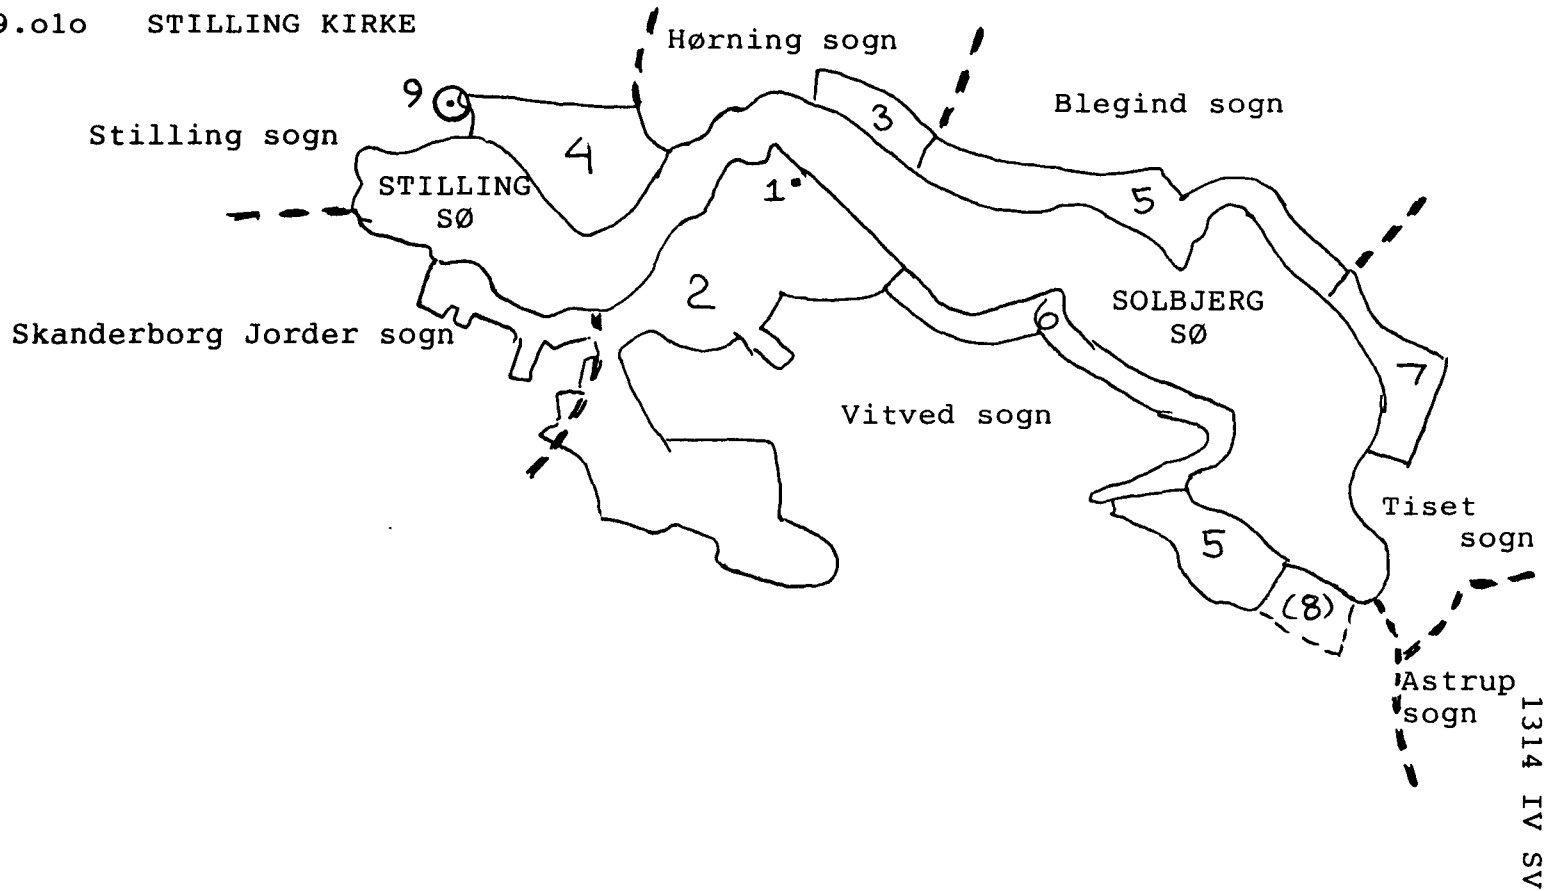 9.olo STILLING KIRKE
Hørning sogn
9
3
Blegind sogn
Stilling sogn
4
STILLING
SØ
1
5
2
SOLBJERG
SØ
6
Skanderborg Jorder sogn
7
Vitved sogn
Tiset
sogn
5
(8)
Astrup
sogn
1314 IV SV